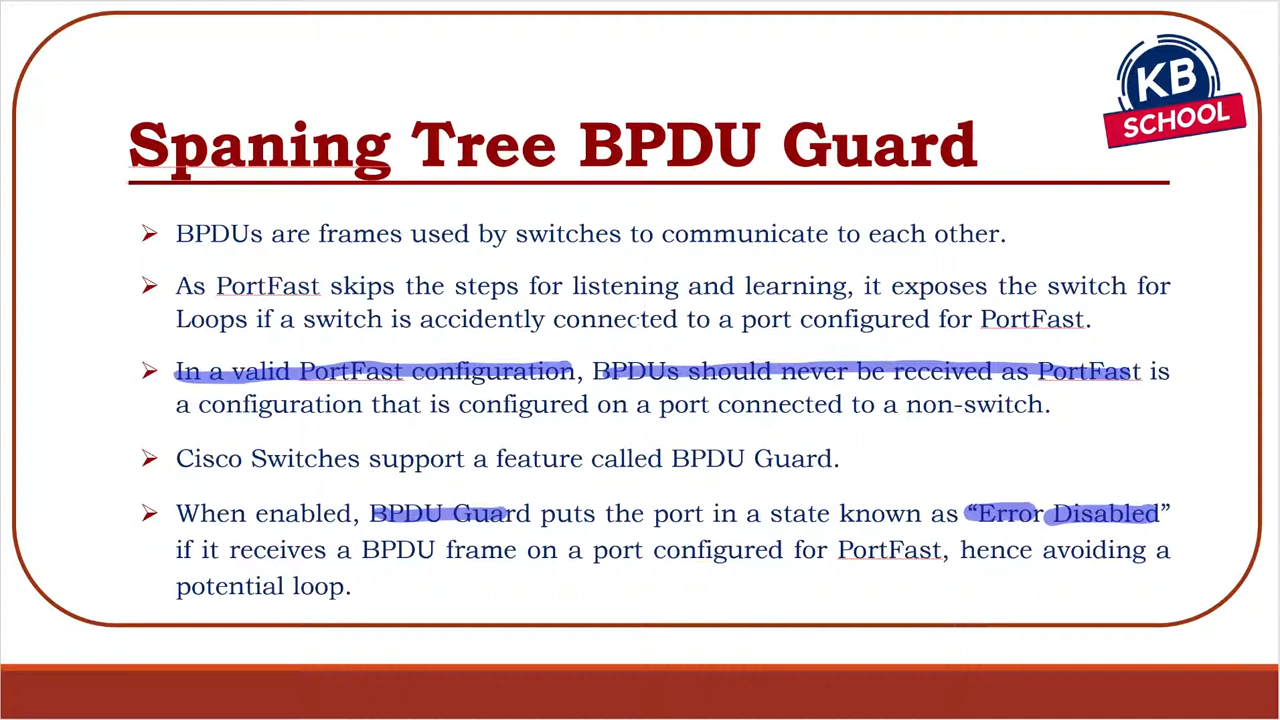 KB
SCHOOL
Spaning Tree BPDU Guard
➢ BPDUs are frames used by switches to communicate to each other.
➢ As PortFast skips the steps for listening and learning, it exposes the switch for
Loops if a switch is accidently connected to a port configured for PortFast.
➢ In a valid PortFast configuration, BPDUs should never be received as PortFast is
a configuration that is configured on a port connected to a non-switch.
➢ Cisco Switches support a feature called BPDU Guard.
➢ When enabled, BPDU Guard puts the port in a state known as “Error Disabled”
if it receives a BPDU frame on a port configured for PortFast, hence avoiding a
potential loop.